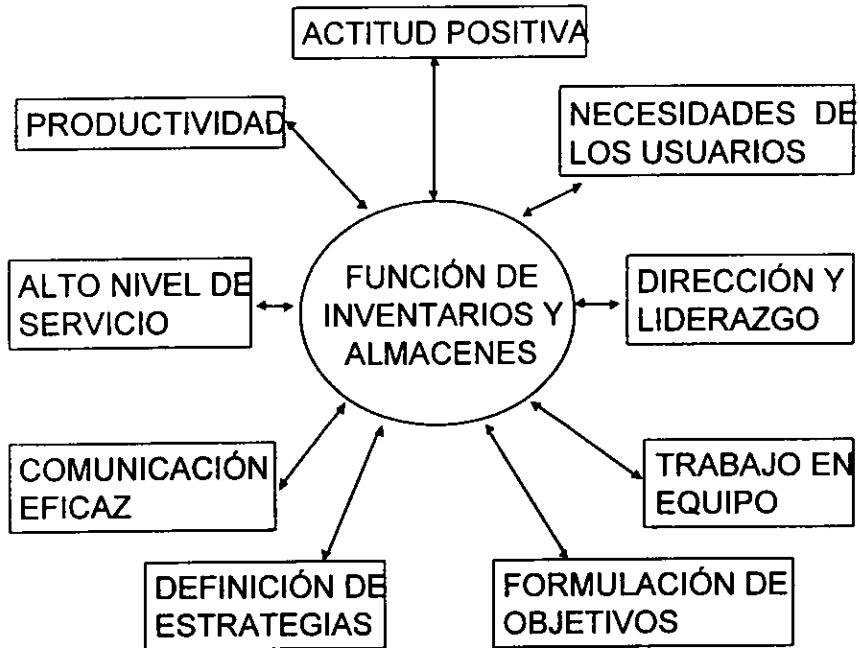 ACTITUD POSITIVA
PRODUCTIVIDAD
NECESIDADES DE
LOS USUARIOS
ALTO NIVEL DE
SERVICIO
FUNCIÓN DE
INVENTARIOS Y
ALMACENES
DIRECCIÓN Y
LIDERAZGO
COMUNICACIÓN
EFICAZ
TRABAJO EN
EQUIPO
DEFINICIÓN DE
ESTRATEGIAS
FORMULACIÓN DE
OBJETIVOS